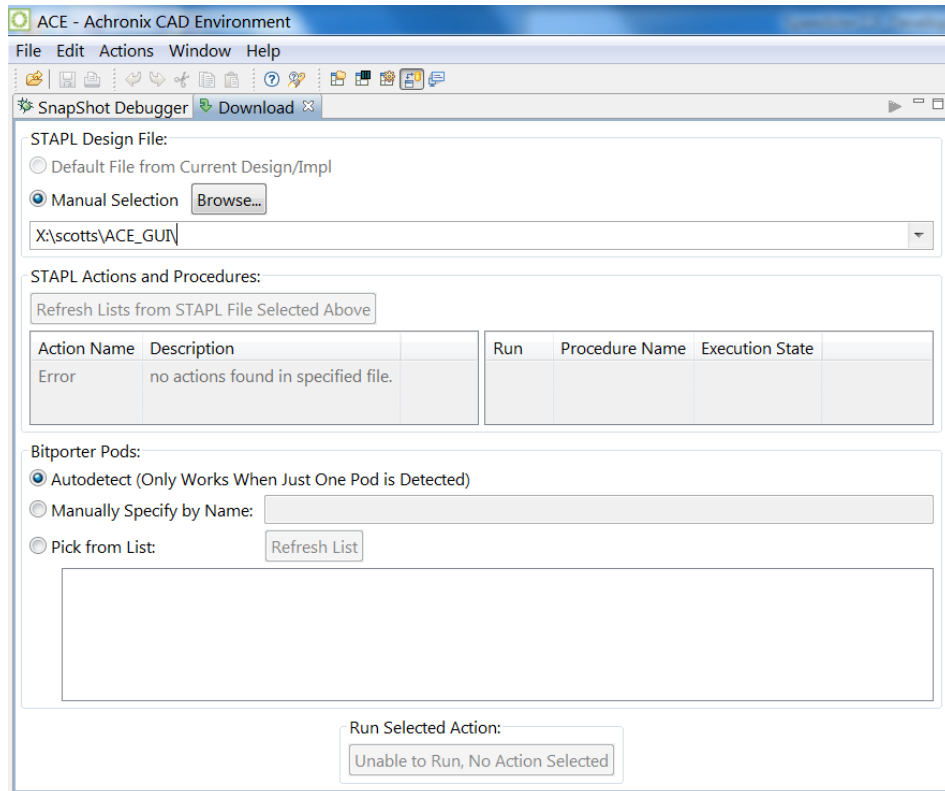 ACE - Achronix CAD Environment
File Edit Actions Window Help
SnapShot Debugger Download
STAPL Design File:
Default File from Current Design/Impl
Manual Selection Browse...
X:\scotts\ACE_GUI\
STAPL Actions and Procedures:
Refresh Lists from STAPL File Selected Above
Action Name Description Run Procedure Name Execution State
Error no actions found in specified file.
Bitporter Pods:
Autodetect (Only Works When Just One Pod is Detected)
Manually Specify by Name:
Pick from List: Refresh List
Run Selected Action:
Unable to Run, No Action Selected